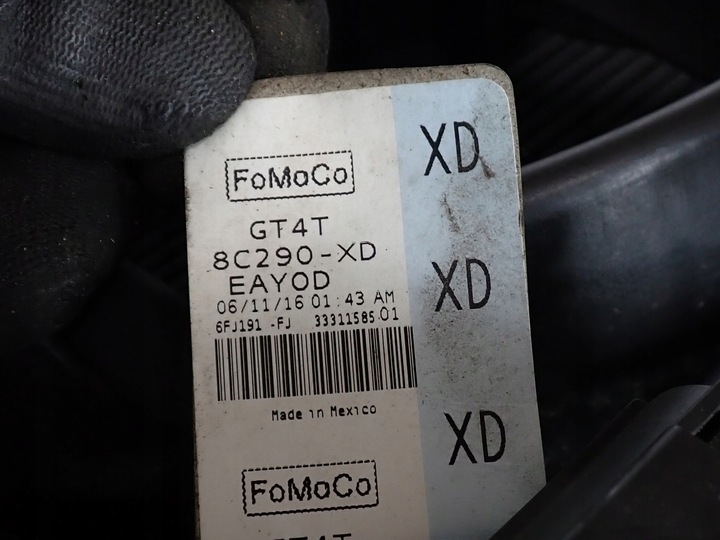 FoMoCo
XD
GT4T
8C290-XD
EAYOD
XD
06/11/16 01:43 AM
6FJ191 -FJ 33311585 01
Made in Mexico
XD
FoMoCo
GT4T